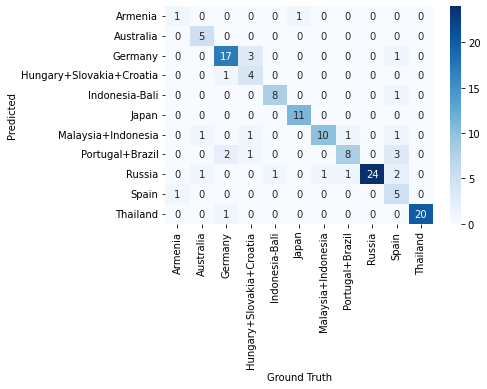 Armenia 1 0 0 0 0 1 0 0 0 0 0
Australia 0 5 0 0 0 0 0 0 0 0 0
Germany 0 0 17 3 0 0 0 0 0 1 0
Hungary+Slovakia+Croatia 0 0 1 4 0 0 0 0 0 0 0
Indonesia-Bali 0 0 0 0 8 0 0 0 0 1 0
Japan 0 0 0 0 0 11 0 0 0 0 0
Malaysia+Indonesia 0 1 0 1 0 0 10 1 0 1 0
Portugal+Brazil 0 0 2 1 0 0 0 8 0 3 0
Russia 0 1 0 0 1 0 1 1 24 2 0
Spain 1 0 0 0 0 0 0 0 0 5 0
Thailand 0 0 1 0 0 0 0 0 0 0 20
Predicted
Armenia
Australia
Germany
Hungary+Slovakia+Croatia
Indonesia-Bali
Japan
Malaysia+Indonesia
Portugal+Brazil
Russia
Spain
Thailand
Ground Truth
20
15
10
5
0